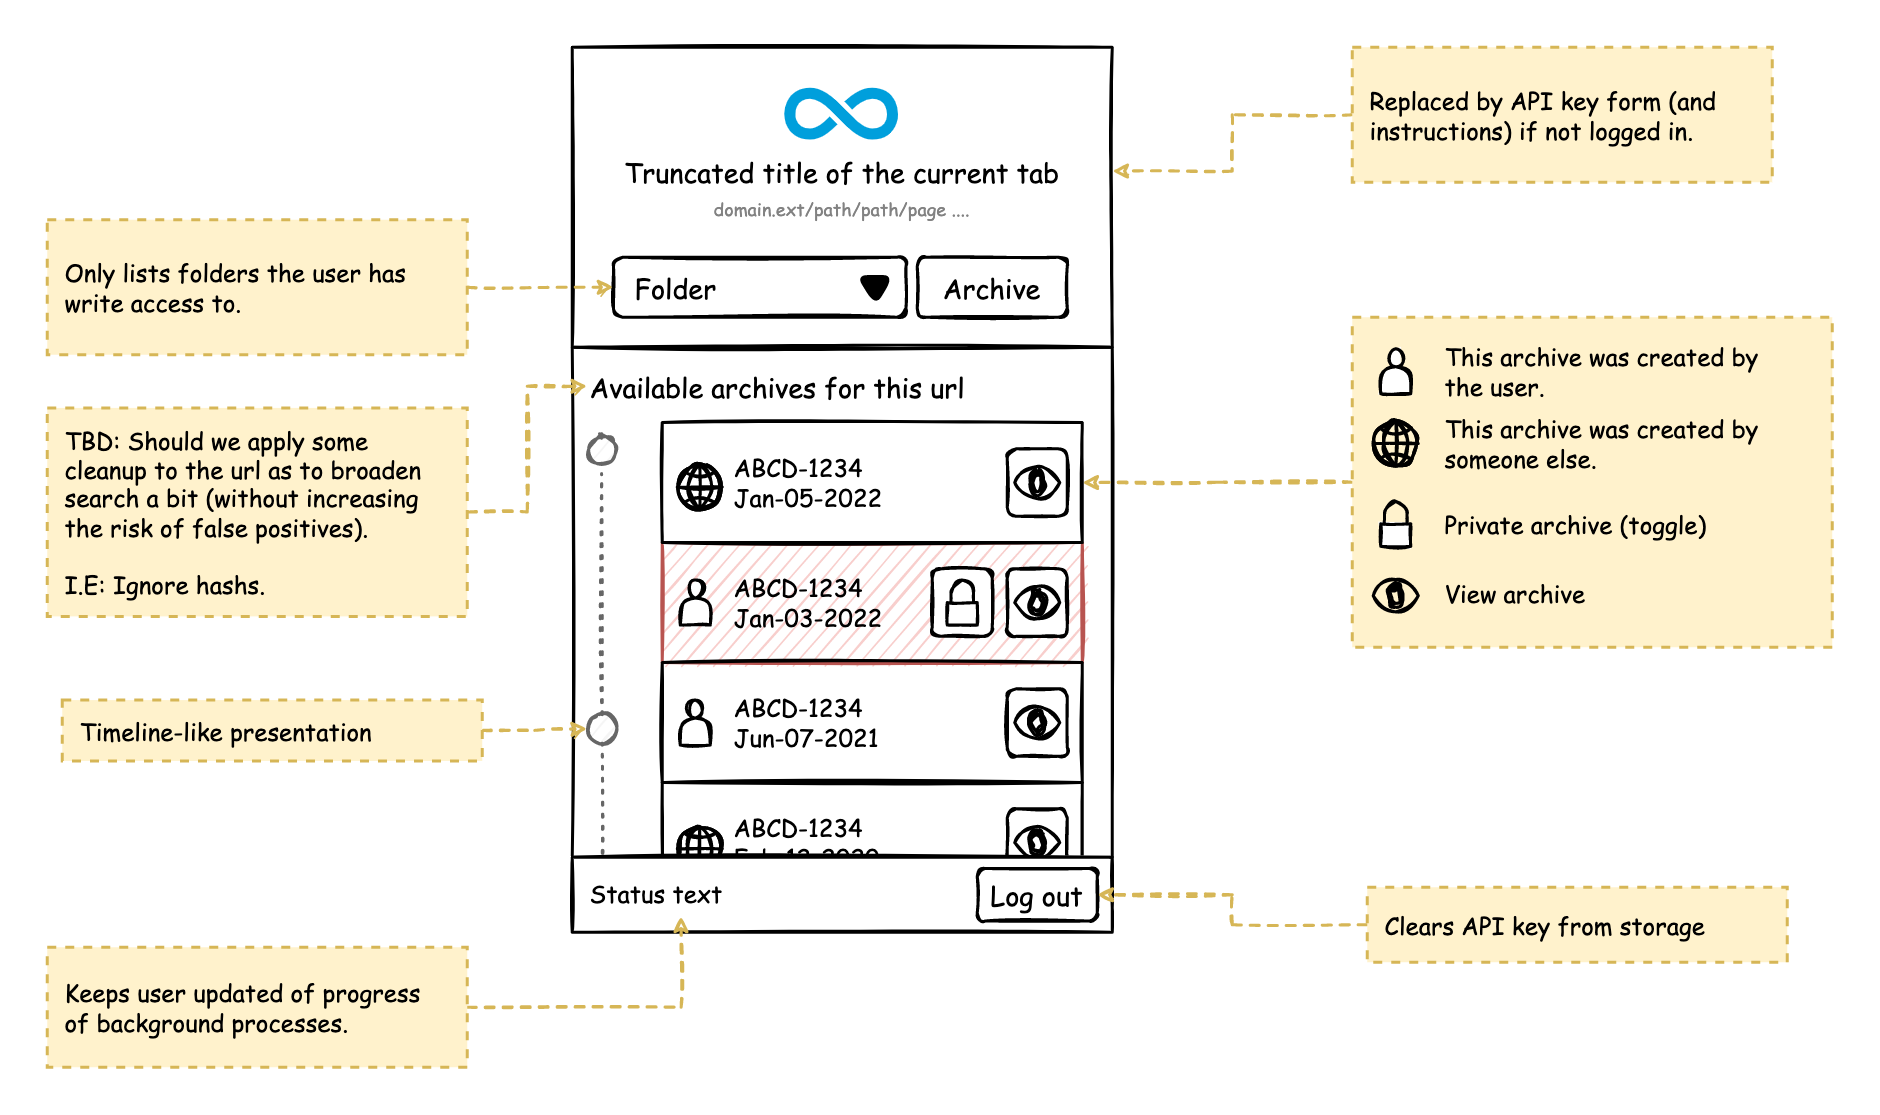 Truncated title of the current tab
domain.ext/path/path/page ....
Folder
Archive
Available archives for this url
ABCD-1234
Jan-05-2022
ABCD-1234
Jan-03-2022
ABCD-1234
Jun-07-2021
ABCD-1234
Status text
Log out
Only lists folders the user has
write access to.
TBD: Should we apply some
cleanup to the url as to broaden
search a bit (without increasing
the risk of false positives).
I.E: Ignore hashs.
Timeline-like presentation
Keeps user updated of progress
of background processes.
Replaced by API key form (and
instructions) if not logged in.
This archive was created by
the user.
This archive was created by
someone else.
Private archive (toggle)
View archive
Clears API key from storage